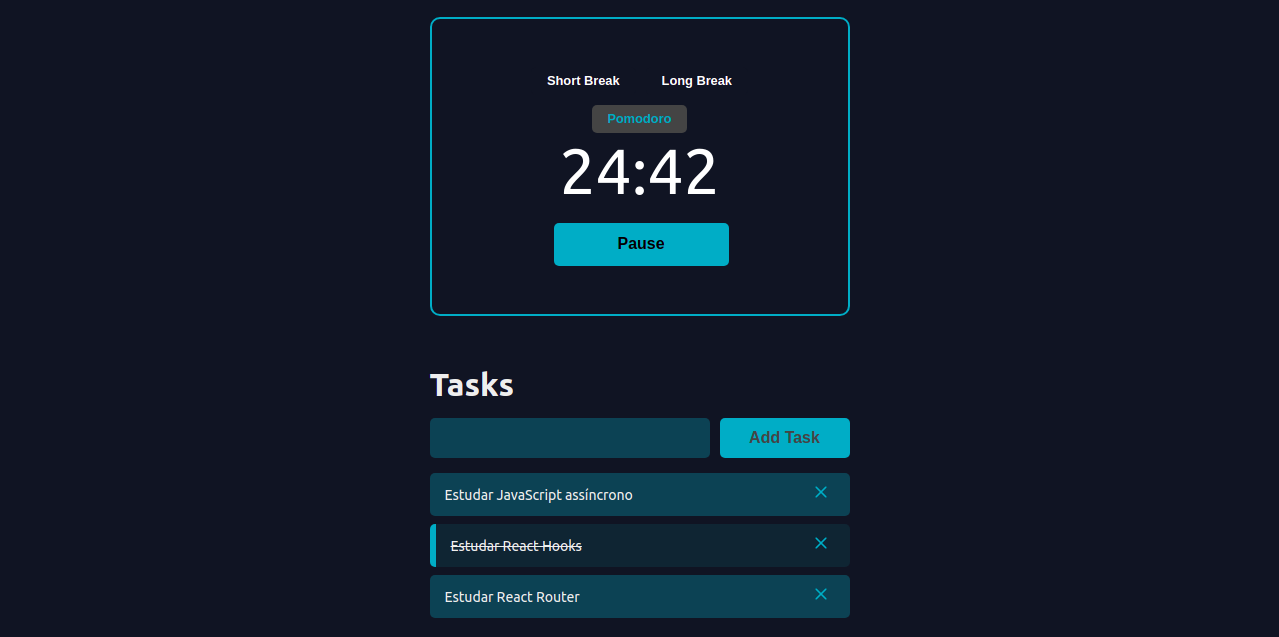 Short Break Long Break
Pomodoro
24:42
Pause
Tasks
Add Task
Estudar JavaScript assíncrono
Estudar React Hooks
Estudar React Router